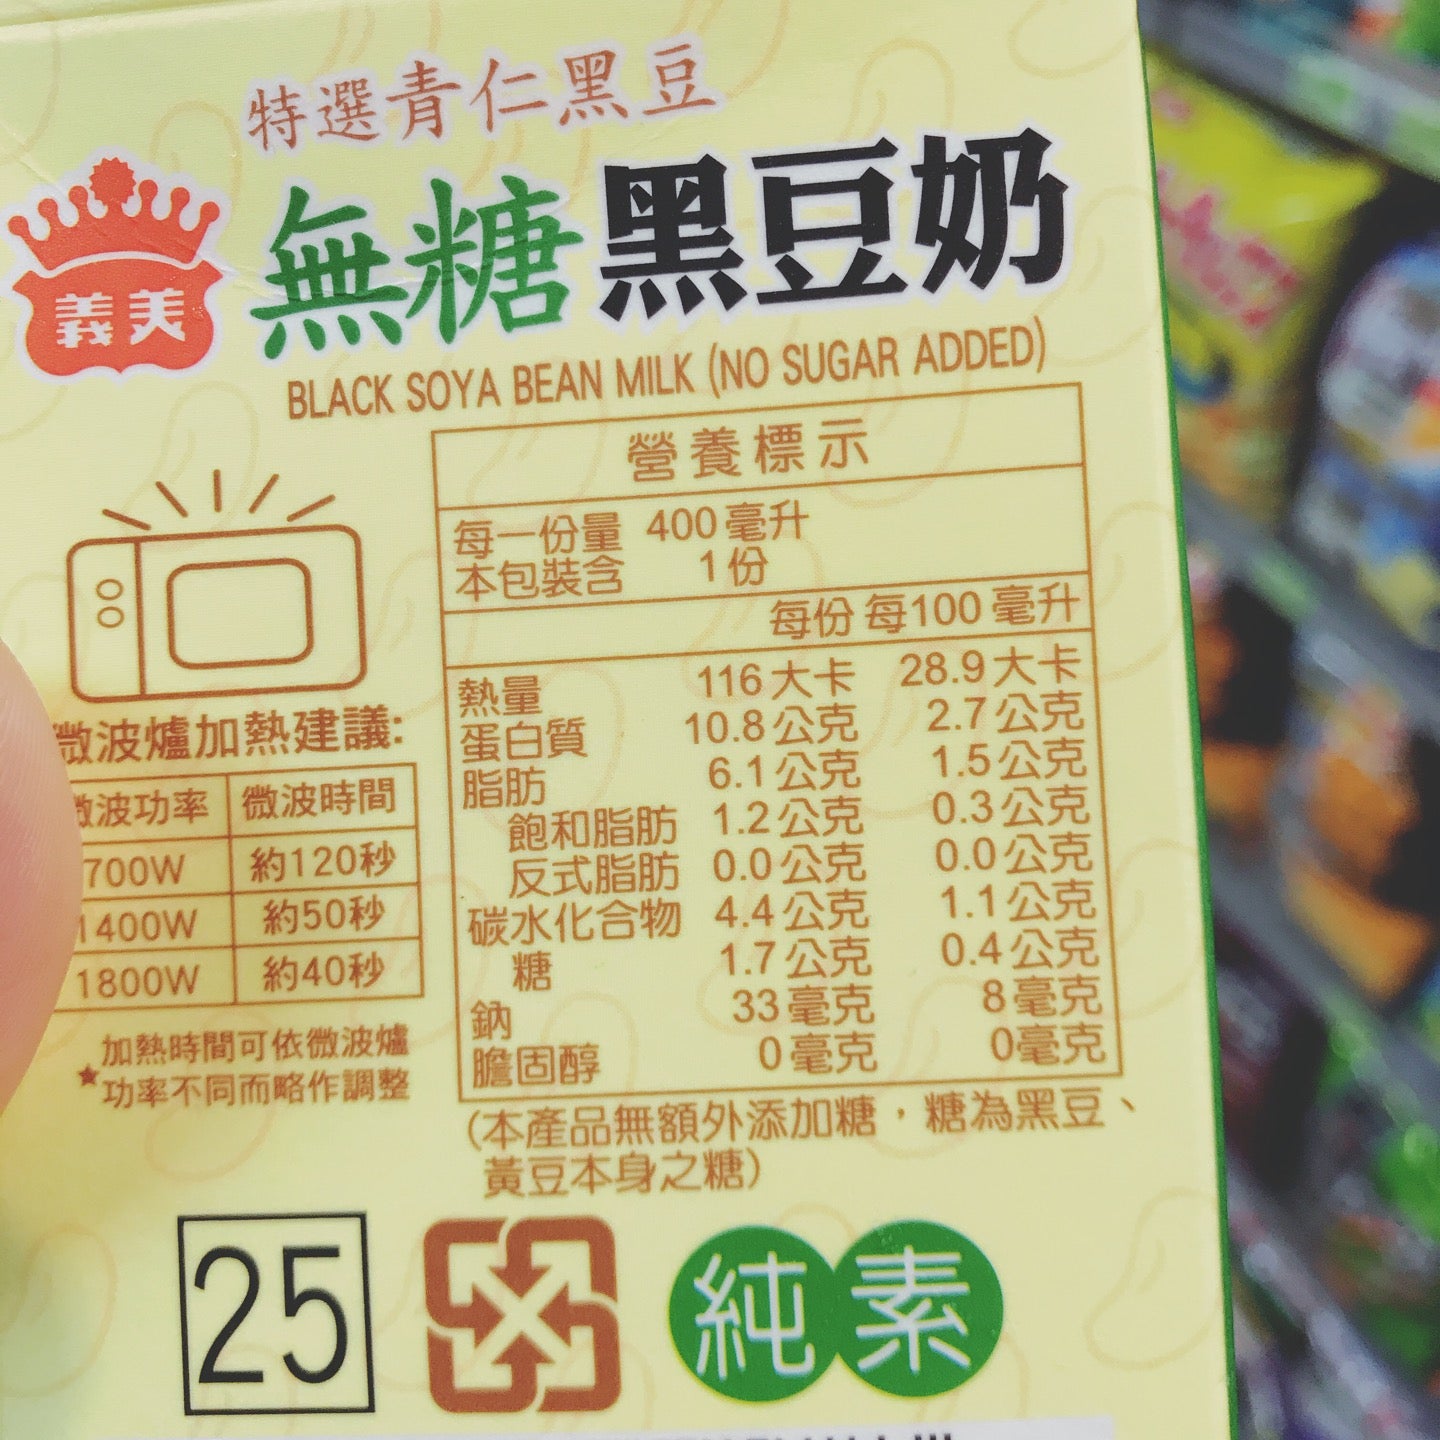 特選青仁黑豆
義美
無糖黑豆奶
BLACK SOYA BEAN MILK (NO SUGAR ADDED)
營養標示
每一份量 400毫升
本包裝含 1份
每份 每100毫升
熱量 116大卡 28.9大卡
蛋白質 10.8公克 2.7公克
脂肪 6.1公克 1.5公克
飽和脂肪 1.2公克 0.3公克
反式脂肪 0.0公克 0.0公克
碳水化合物 4.4公克 1.1公克
糖 1.7公克 0.4公克
鈉 33毫克 8毫克
膽固醇 0毫克 0毫克
(本產品無額外添加糖，糖為黑豆、
黃豆本身之糖)
微波爐加熱建議:
微波功率 微波時間
700W 約120秒
1400W 約50秒
1800W 約40秒
★加熱時間可依微波爐
功率不同而略作調整
25
純素